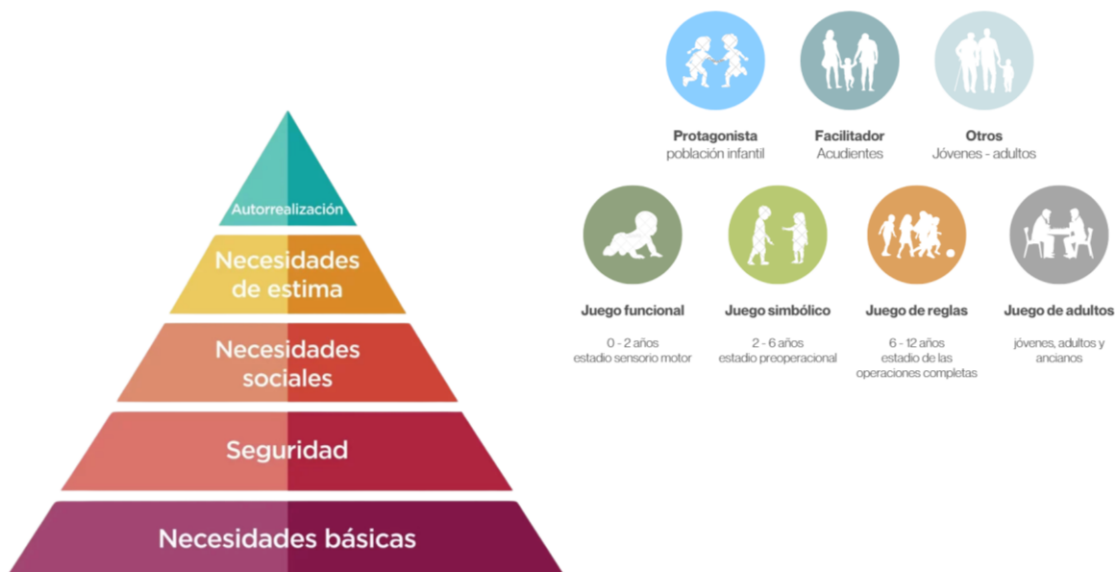 Autorrealización
Necesidades
de estima
Necesidades
sociales
Seguridad
Necesidades básicas
Protagonista
población infantil
Facilitador
Acudientes
Otros
Jóvenes - adultos
Juego funcional
0 - 2 años
estadio sensorio motor
Juego simbólico
2 - 6 años
estadio preoperacional
Juego de reglas
6 - 12 años
estadio de las
operaciones completas
Juego de adultos
jóvenes, adultos y
ancianos